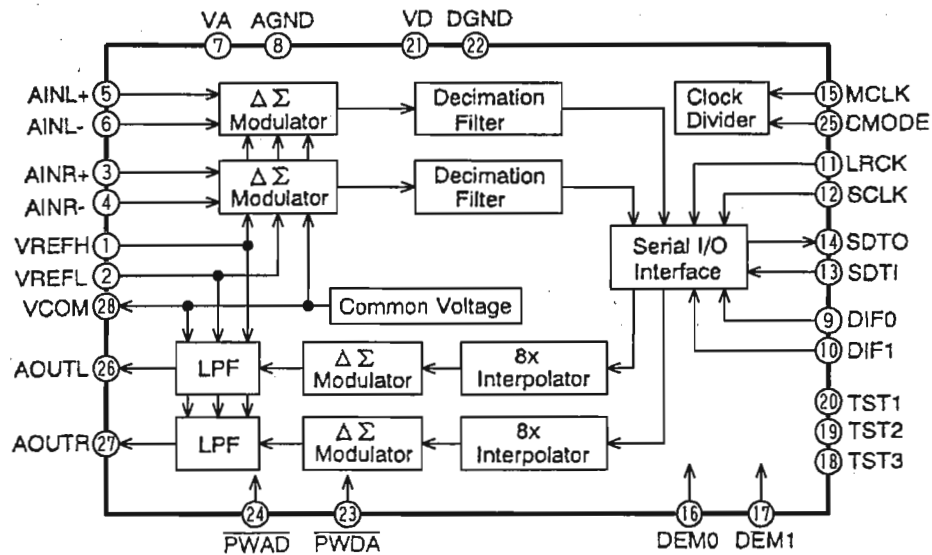 VA AGND VD DGND
7 8 21 22
AINL+ 5
AINL- 6
AINR+ 3
AINR- 4
VREFH 1
VREFL 2
VCOM 28
AOUTL 26
AOUTR 27
ΔΣ
Modulator
Decimation
Filter
Clock
Divider
ΔΣ
Modulator
Decimation
Filter
Serial I/O
Interface
Common Voltage
LPF
ΔΣ
Modulator
8x
Interpolator
LPF
ΔΣ
Modulator
8x
Interpolator
15 MCLK
25 CMODE
11 LRCK
12 SCLK
14 SDTO
13 SDTI
9 DIF0
10 DIF1
20 TST1
19 TST2
18 TST3
24 23 16 17
PWAD PWDA DEM0 DEM1